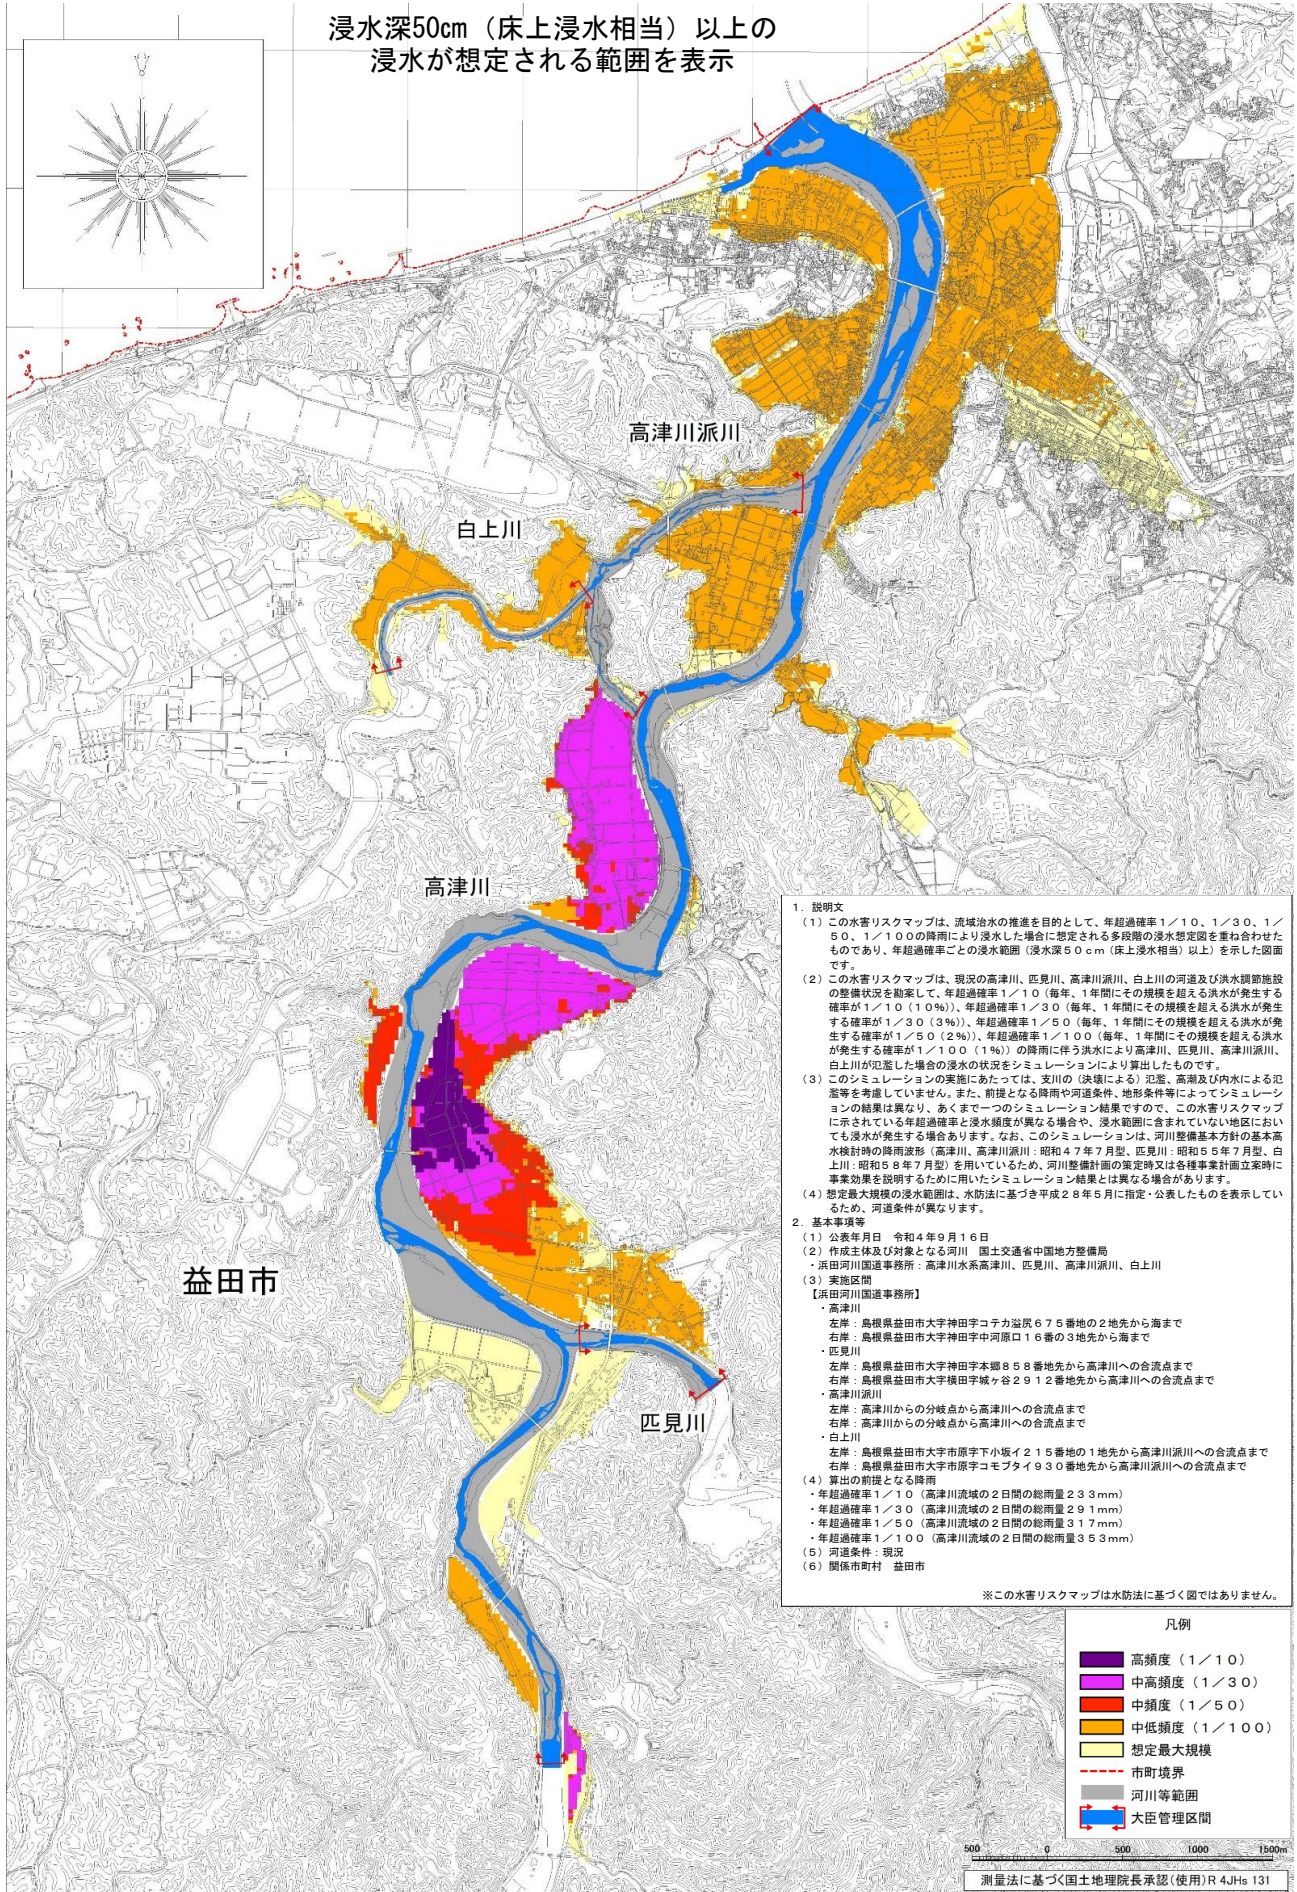 浸水深50cm（床上浸水相当）以上の
浸水が想定される範囲を表示
高津川派川
白上川
高津川
益田市
匹見川
1．説明文
（1）この水害リスクマップは、流域治水の推進を目的として、年超過確率１／１０、１／３０、１／
５０、１／１００の降雨により浸水した場合に想定される多段階の浸水想定図を重ね合わせた
ものであり、年超過確率ごとの浸水範囲（浸水深５０ｃｍ（床上浸水相当）以上）を示した図面
です。
（2）この水害リスクマップは、現況の高津川、匹見川、高津川派川、白上川の河道及び洪水調節施設
の整備状況を勘案して、年超過確率１／１０（毎年、１年間にその規模を超える洪水が発生する
確率が１／１０（１０％））、年超過確率１／３０（毎年、１年間にその規模を超える洪水が発生
する確率が１／３０（３％））、年超過確率１／５０（毎年、１年間にその規模を超える洪水が発
生する確率が１／５０（２％））、年超過確率１／１００（毎年、１年間にその規模を超える洪水
が発生する確率が１／１００（１％））の降雨に伴う洪水により高津川、匹見川、高津川派川、
白上川が氾濫した場合の浸水の状況をシミュレーションにより算出したものです。
（3）このシミュレーションの実施にあたっては、支川の（決壊による）氾濫、高潮及び内水による氾
濫等を考慮していません。また、前提となる降雨や河道条件、地形条件等によってシミュレーシ
ョンの結果は異なり、あくまで一つのシミュレーション結果ですので、この水害リスクマップ
に示されている年超過確率と浸水頻度が異なる場合や、浸水範囲に含まれていない地区におい
ても浸水が発生する場合あります。なお、このシミュレーションは、河川整備基本方針の基本高
水検討時の降雨波形（高津川、高津川派川：昭和４７年７月型、匹見川：昭和５５年７月型、白
上川：昭和５８年７月型）を用いているため、河川整備計画の策定時又は各種事業計画立案時に
事業効果を説明するために用いたシミュレーション結果とは異なる場合があります。
（4）想定最大規模の浸水範囲は、水防法に基づき平成２８年５月に指定・公表したものを表示してい
るため、河道条件が異なります。
2．基本事項等
（1）公表年月日　令和４年９月１６日
（2）作成主体及び対象となる河川　国土交通省中国地方整備局
・浜田河川国道事務所：高津川水系高津川、匹見川、高津川派川、白上川
（3）実施区間
【浜田河川国道事務所】
・高津川
左岸：島根県益田市大字神田字コテカ溢尻６７５番地の２地先から海まで
右岸：島根県益田市大字神田字中河原口１６番の３地先から海まで
・匹見川
左岸：島根県益田市大字神田字本郷８５８番地先から高津川への合流点まで
右岸：島根県益田市大字横田字城ヶ谷２９１２番地先から高津川への合流点まで
・高津川派川
左岸：高津川からの分岐点から高津川への合流点まで
右岸：高津川からの分岐点から高津川への合流点まで
・白上川
左岸：島根県益田市大字市原字下小坂イ２１５番地の１地先から高津川派川への合流点まで
右岸：島根県益田市大字市原字コモブタイ９３０番地先から高津川派川への合流点まで
（4）算出の前提となる降雨
・年超過確率１／１０（高津川流域の２日間の総雨量２３３mm）
・年超過確率１／３０（高津川流域の２日間の総雨量２９１mm）
・年超過確率１／５０（高津川流域の２日間の総雨量３１７mm）
・年超過確率１／１００（高津川流域の２日間の総雨量３５３mm）
（5）河道条件：現況
（6）関係市町村　益田市
※この水害リスクマップは水防法に基づく図ではありません。
凡例
高頻度（１／１０）
中高頻度（１／３０）
中頻度（１／５０）
中低頻度（１／１００）
想定最大規模
市町境界
河川等範囲
大臣管理区間
500 0 500 1000 1500m
測量法に基づく国土地理院長承認（使用）R 4JHs 131